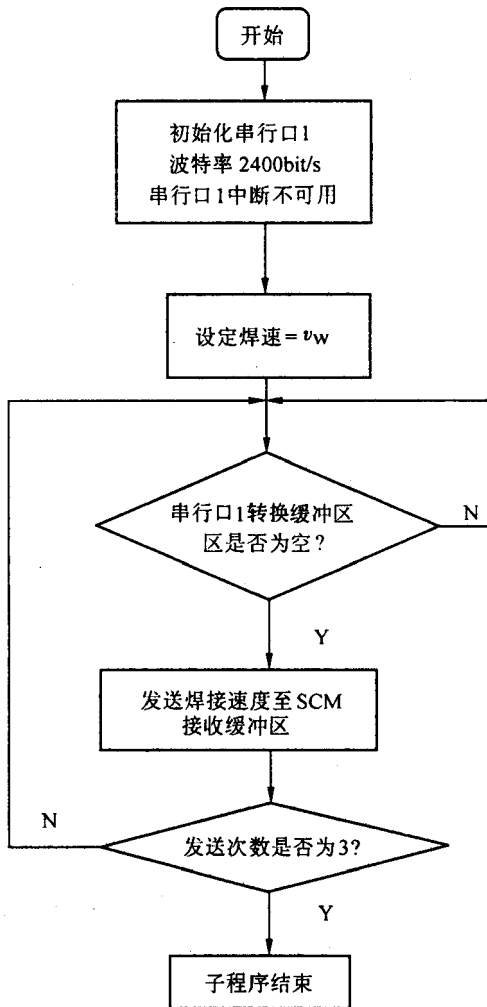 开始
初始化串行口1
波特率 2400bit/s
串行口1中断不可用
设定焊速=vw
串行口1转换缓冲区
区是否为空?
N
Y
发送焊接速度至SCM
接收缓冲区
N
发送次数是否为3?
Y
子程序结束